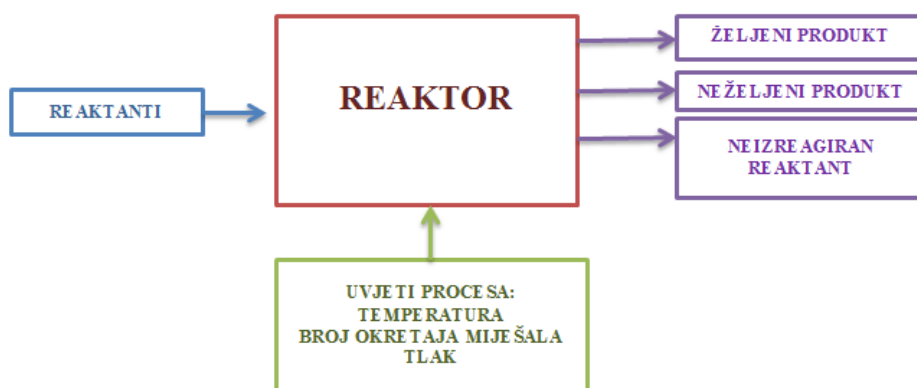 REAKTANTI
REAKTOR
ŽELJENI PRODUKT
NEŽELJENI PRODUKT
NEIZREAGIRAN
REAKTANT
UVJETI PROCESA:
TEMPERATURA
BROJ OKRETAJA MIJEŠALA
TLAK